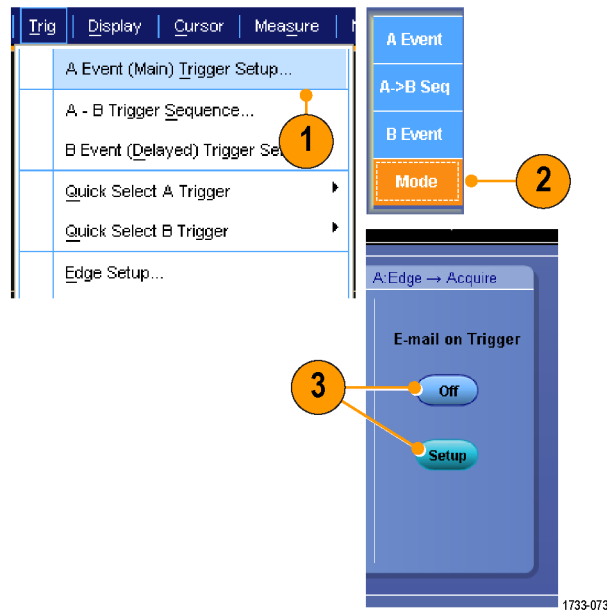 Trig Display Cursor Measure
A Event (Main) Trigger Setup...
A - B Trigger Sequence...
1
B Event (Delayed) Trigger
Quick Select A Trigger
Quick Select B Trigger
Edge Setup...
A Event
A->B Seq
B Event
Mode
2
A:Edge → Acquire
E-mail on Trigger
3
Off
Setup
1733-073